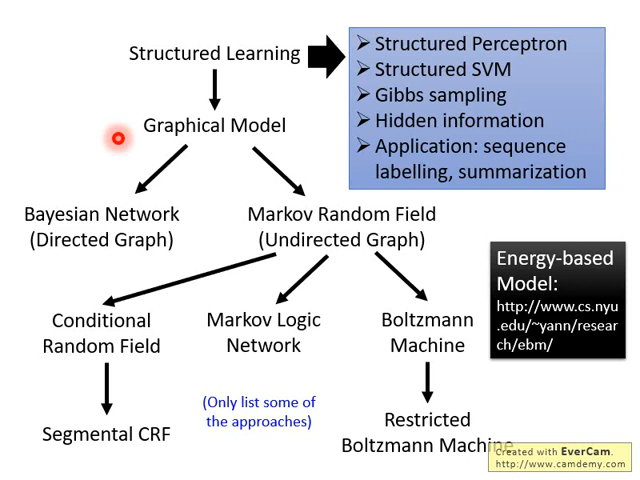 Structured Learning
➢ Structured Perceptron
➢ Structured SVM
➢ Gibbs sampling
➢ Hidden information
➢ Application: sequence
labelling, summarization
Graphical Model
Bayesian Network
(Directed Graph)
Markov Random Field
(Undirected Graph)
Energy-based
Model:
http://www.cs.nyu
.edu/~yann/resear
ch/ebm/
Conditional
Random Field
Markov Logic
Network
Boltzmann
Machine
(Only list some of
the approaches)
Segmental CRF
Restricted
Boltzmann Machine
Created with EverCam.
http://www.camdemy.com